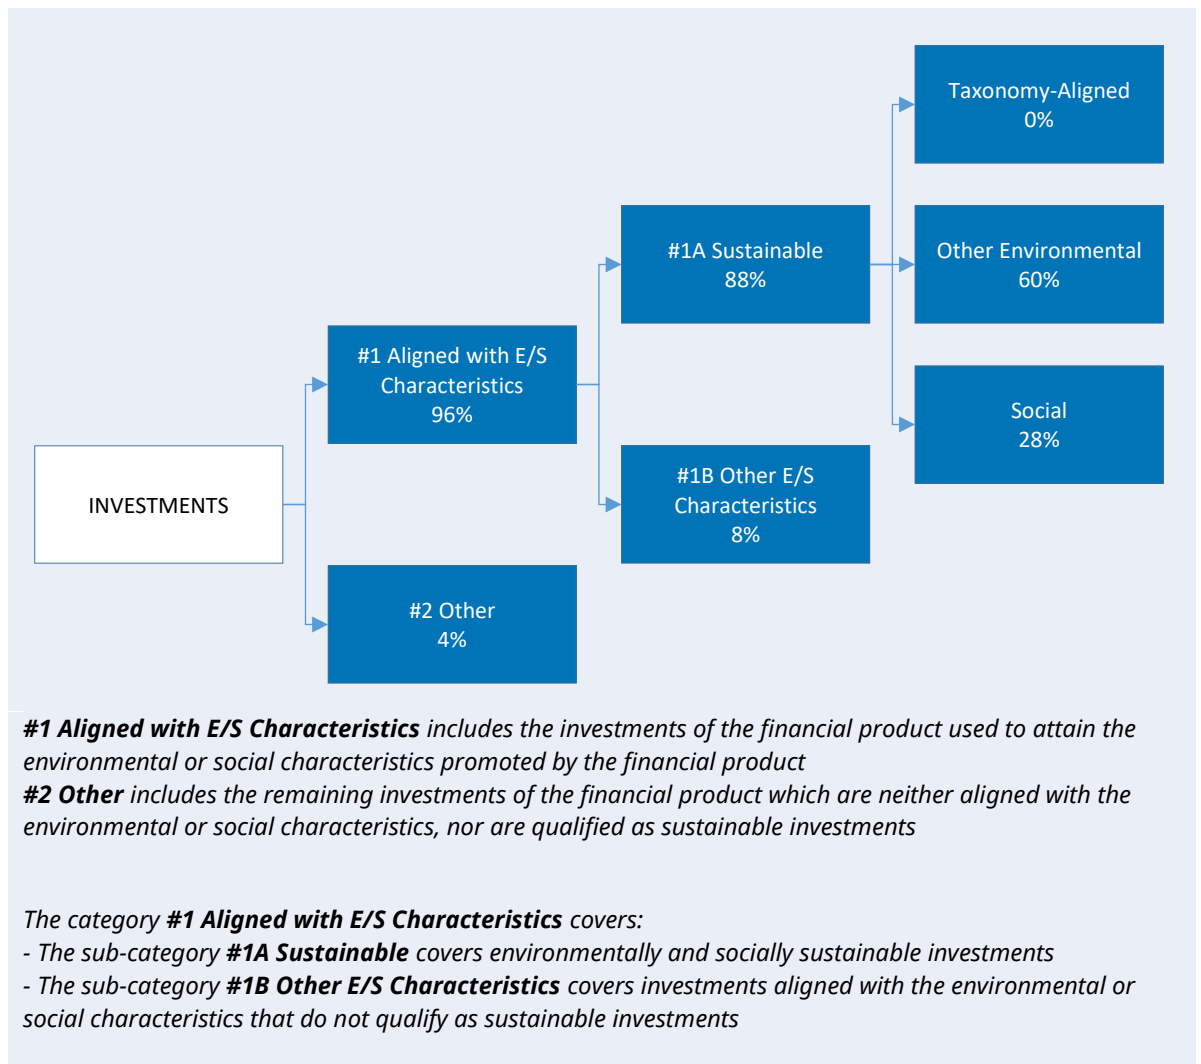 Taxonomy-Aligned
0%
#1A Sustainable
88%
Other Environmental
60%
#1 Aligned with E/S
Characteristics
96%
Social
28%
INVESTMENTS
#1B Other E/S
Characteristics
8%
#2 Other
4%
#1 Aligned with E/S Characteristics includes the investments of the financial product used to attain the
environmental or social characteristics promoted by the financial product
#2 Other includes the remaining investments of the financial product which are neither aligned with the
environmental or social characteristics, nor are qualified as sustainable investments
The category #1 Aligned with E/S Characteristics covers:
- The sub-category #1A Sustainable covers environmentally and socially sustainable investments
- The sub-category #1B Other E/S Characteristics covers investments aligned with the environmental or
social characteristics that do not qualify as sustainable investments